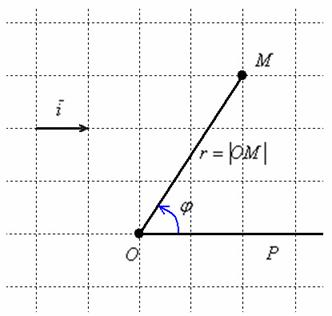 M
i̅
r = |OM|
φ
O
P